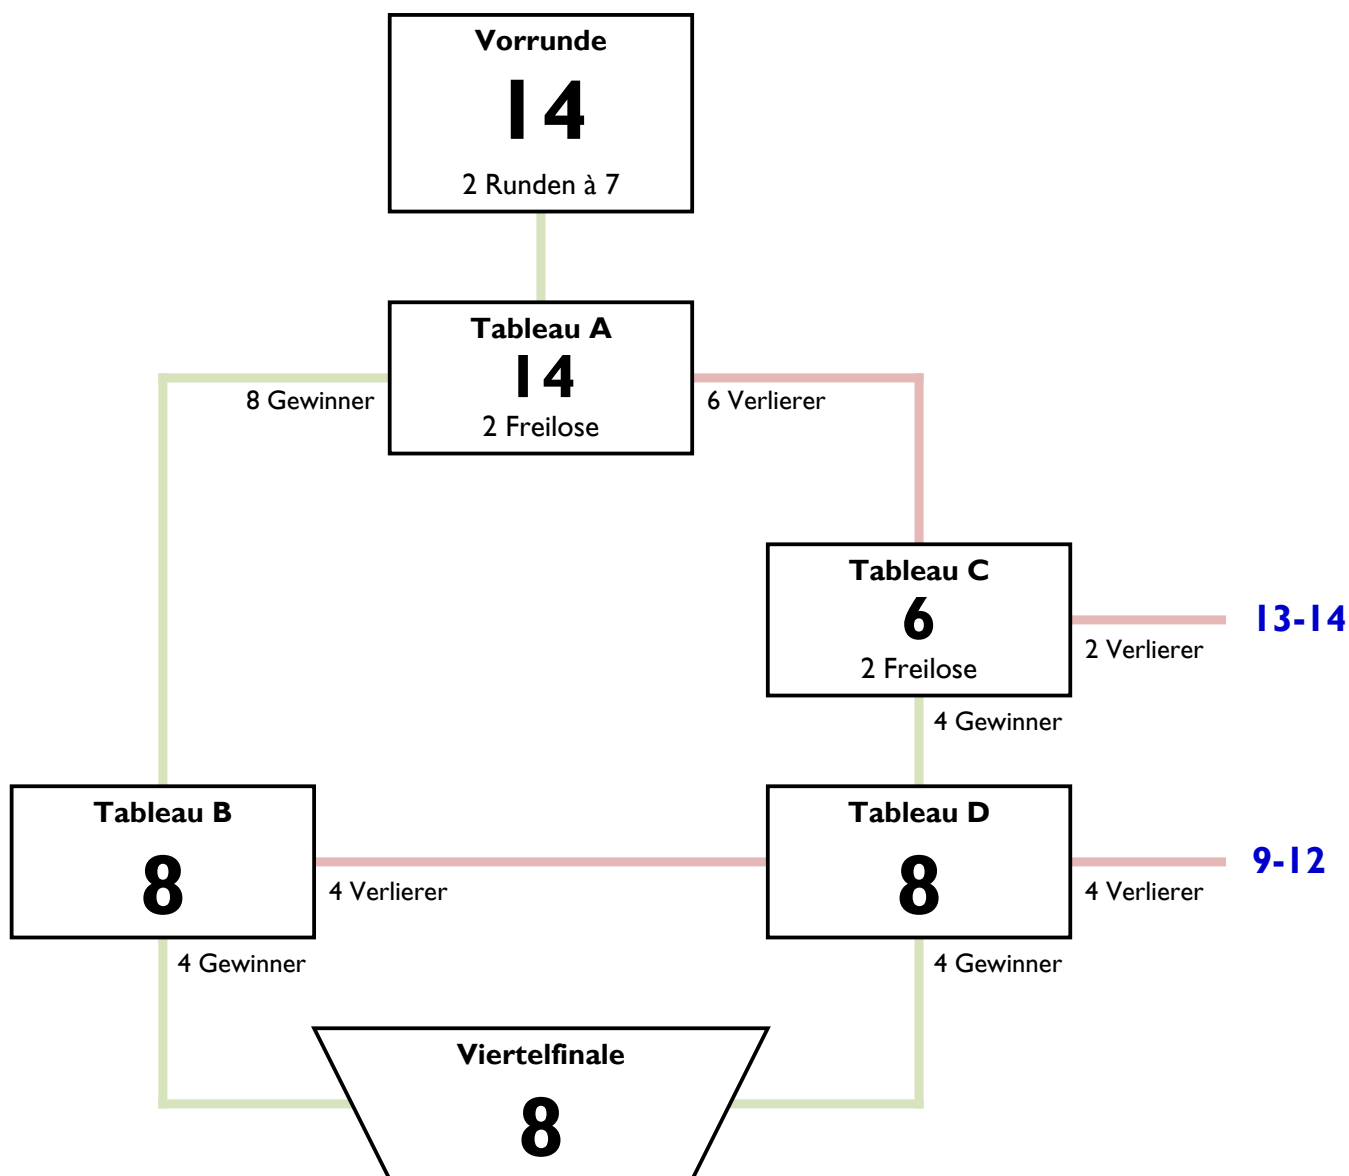 Vorrunde
14
2 Runden à 7
Tableau A
14
2 Freilose
8 Gewinner
6 Verlierer
Tableau C
6
2 Freilose
13-14
2 Verlierer
4 Gewinner
Tableau B
8
4 Verlierer
Tableau D
8
9-12
4 Verlierer
4 Gewinner
4 Gewinner
Viertelfinale
8